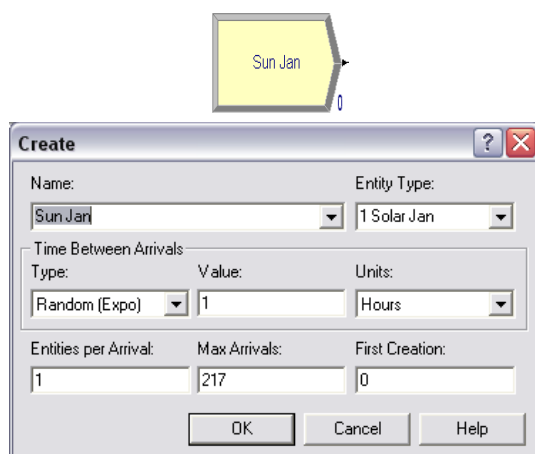 Sun Jan
0
Create
Name: Entity Type:
Sun Jan 1 Solar Jan
Time Between Arrivals
Type: Value: Units:
Random (Expo) 1 Hours
Entities per Arrival: Max Arrivals: First Creation:
1 217 0
OK Cancel Help